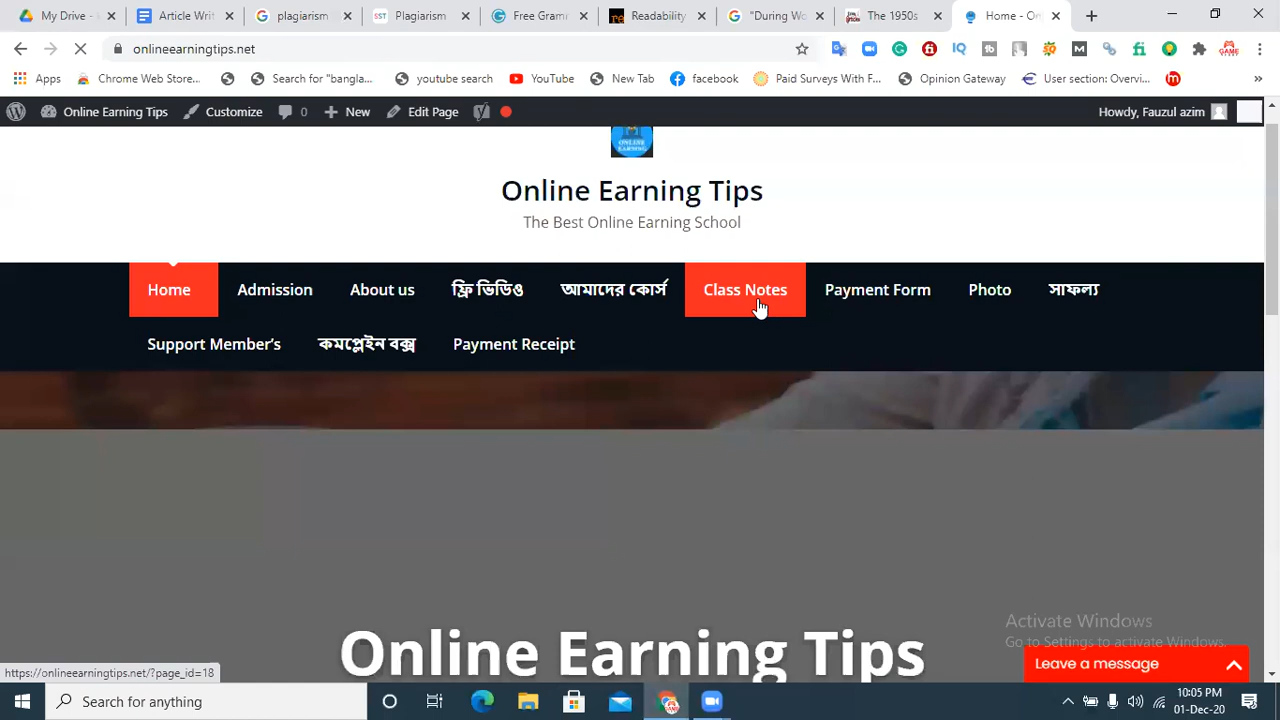 My Drive -
Article Writ
plagiarism
SST
Plagiarism
Free Gramr
Readability
"During Wo
The 1950s
Home - On
onlineearningtips.net
Apps
Chrome Web Store...
Search for "bangla...
youtube search
YouTube
New Tab
facebook
Paid Surveys With F...
Opinion Gateway
User section: Overvi...
»
Online Earning Tips
Customize
0
New
Edit Page
Howdy, Fauzul azim
Online Earning Tips
The Best Online Earning School
Home
Admission
About us
ফ্রি ভিডিও
আমাদের কোর্স
Class Notes
Payment Form
Photo
সাফল্য
Support Member's
কমপ্লেইন বক্স
Payment Receipt
Online Earning Tips
Activate Windows
Go to Settings to activate Windows.
Leave a message
https://onlineearningtips.net/?page_id=18
Search for anything
10:05 PM
01-Dec-20